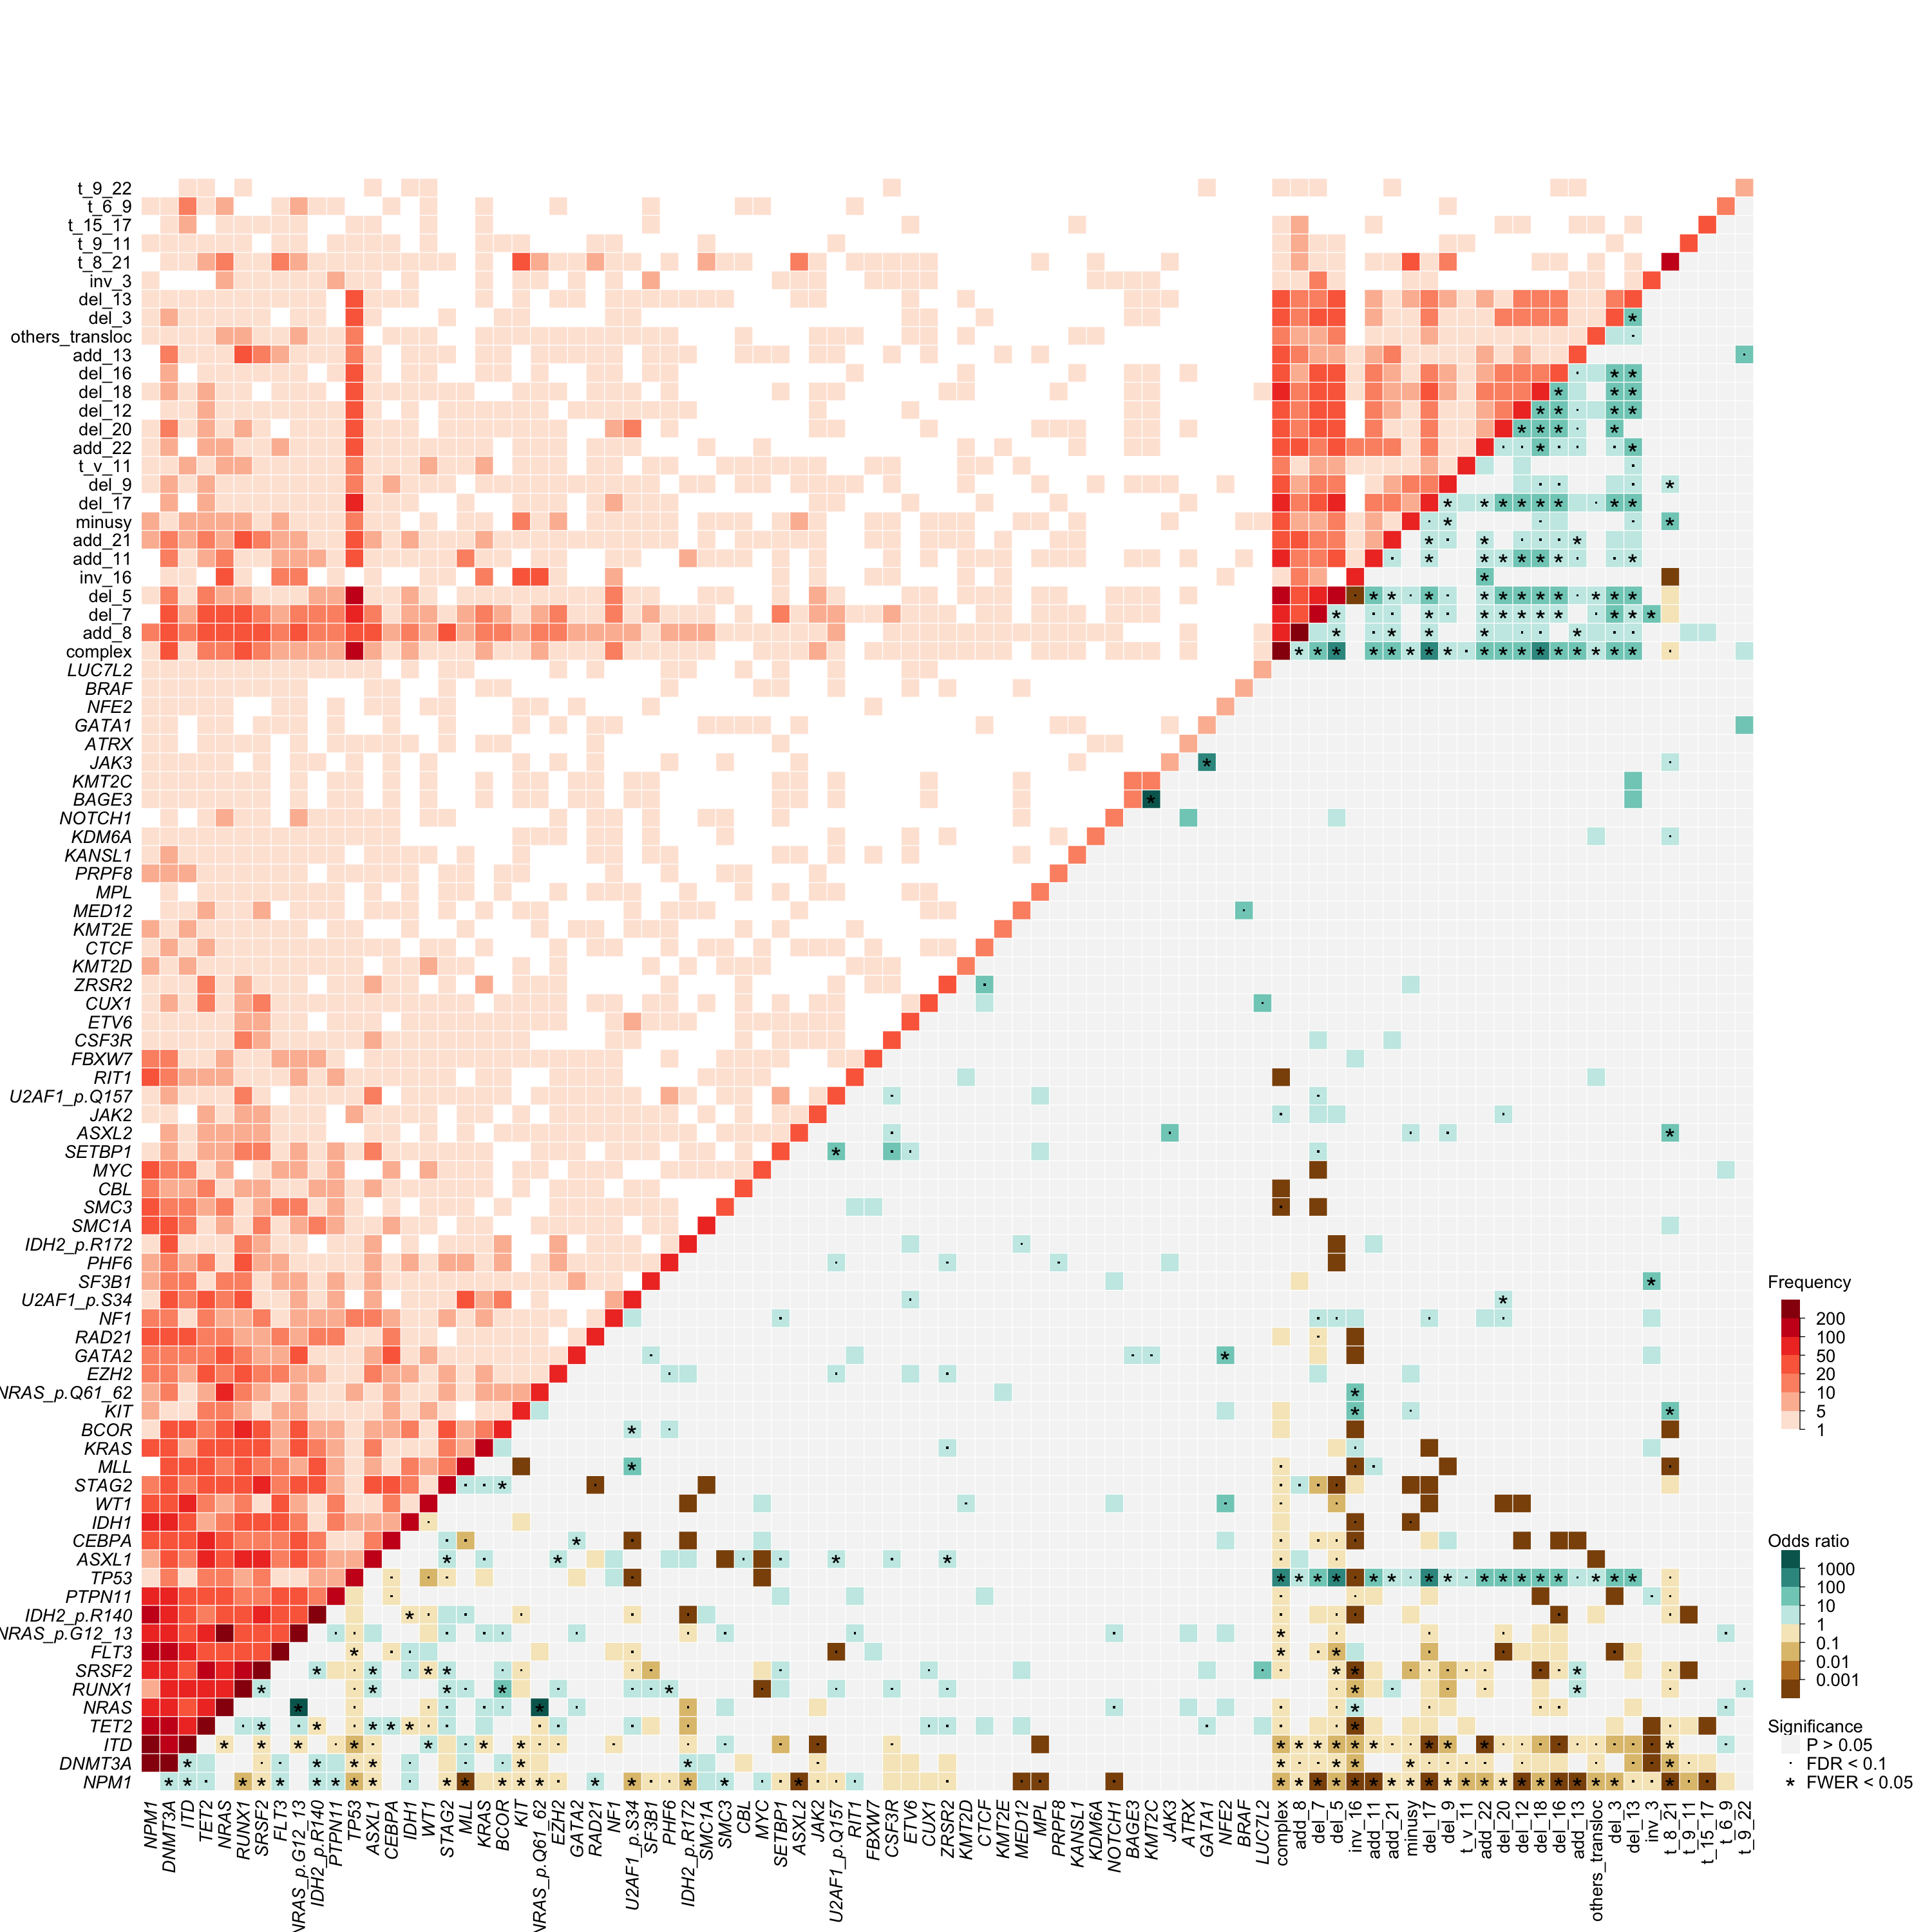 t_9_22
t_6_9
t_15_17
t_9_11
t_8_21
inv_3
del_13
del_3
others_transloc
add_13
del_16
del_18
del_12
del_20
add_22
t_v_11
del_9
del_17
minusy
add_21
add_11
inv_16
del_5
del_7
add_8
complex
LUC7L2
BRAF
NFE2
GATA1
ATRX
JAK3
KMT2C
BAGE3
NOTCH1
KDM6A
KANSL1
PRPF8
MPL
MED12
KMT2E
CTCF
KMT2D
ZRSR2
CUX1
ETV6
CSF3R
FBXW7
RIT1
U2AF1_p.Q157
JAK2
ASXL2
SETBP1
MYC
CBL
SMC3
SMC1A
IDH2_p.R172
PHF6
SF3B1
U2AF1_p.S34
NF1
RAD21
GATA2
EZH2
NRAS_p.Q61_62
KIT
BCOR
KRAS
MLL
STAG2
WT1
IDH1
CEBPA
ASXL1
TP53
PTPN11
IDH2_p.R140
NRAS_p.G12_13
FLT3
SRSF2
RUNX1
NRAS
TET2
ITD
DNMT3A
NPM1
NPM1
DNMT3A
ITD
TET2
NRAS
RUNX1
SRSF2
FLT3
NRAS_p.G12_13
IDH2_p.R140
PTPN11
TP53
ASXL1
CEBPA
IDH1
WT1
STAG2
MLL
KRAS
BCOR
KIT
NRAS_p.Q61_62
EZH2
GATA2
RAD21
NF1
U2AF1_p.S34
SF3B1
PHF6
IDH2_p.R172
SMC1A
SMC3
CBL
MYC
SETBP1
ASXL2
JAK2
U2AF1_p.Q157
RIT1
FBXW7
CSF3R
ETV6
CUX1
ZRSR2
KMT2D
CTCF
KMT2E
MED12
MPL
PRPF8
KANSL1
KDM6A
NOTCH1
BAGE3
KMT2C
JAK3
ATRX
GATA1
NFE2
BRAF
LUC7L2
complex
add_8
del_7
del_5
inv_16
add_11
add_21
minusy
del_17
del_9
t_v_11
add_22
del_20
del_12
del_18
del_16
add_13
others_transloc
del_3
del_13
inv_3
t_8_21
t_9_11
t_15_17
t_6_9
t_9_22
Frequency
200
100
50
20
10
5
1
Odds ratio
1000
100
10
1
0.1
0.01
0.001
Significance
P > 0.05
FDR < 0.1
* FWER < 0.05